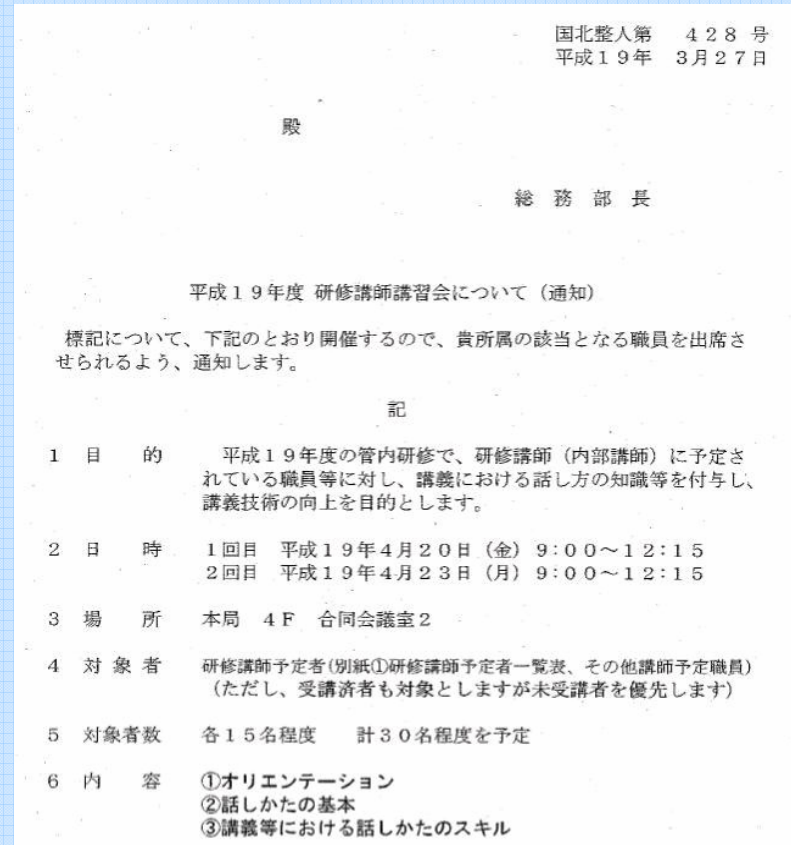 国北整人第　４２８ 号
平成１９年　３月２７日
殿
総　務　部　長
平成１９年度 研修講師講習会について（通知）
標記について、下記のとおり開催するので、貴所属の該当となる職員を出席さ
せられるよう、通知します。
記
１　目　　的　　平成１９年度の管内研修で、研修講師（内部講師）に予定さ
れている職員等に対し、講義における話し方の知識等を付与し、
講義技術の向上を目的とします。
２　日　　時　　１回目　平成１９年４月２０日（金）９：００～１２：１５
２回目　平成１９年４月２３日（月）９：００～１２：１５
３　場　　所　　本局　４Ｆ　合同会議室２
４　対 象 者　　研修講師予定者(別紙①研修講師予定者一覧表、その他講師予定職員)
（ただし、受講済者も対象としますが未受講者を優先します）
５　対象者数　　各１５名程度　　計３０名程度を予定
６　内　　容　　①オリエンテーション
②話しかたの基本
③講義等における話しかたのスキル